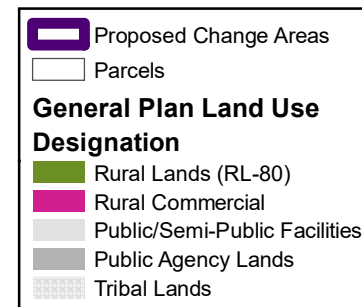 Proposed Change Areas
Parcels
General Plan Land Use
Designation
Rural Lands (RL-80)
Rural Commercial
Public/Semi-Public Facilities
Public Agency Lands
Tribal Lands